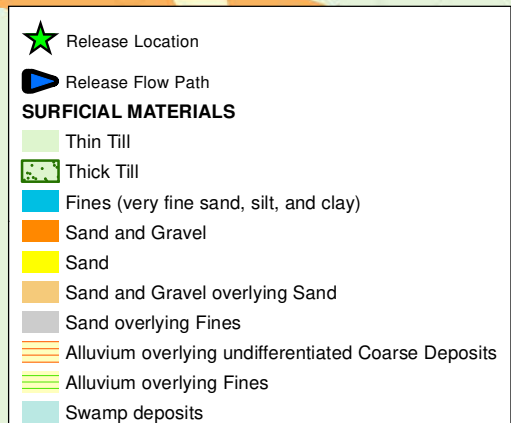 Release Location
Release Flow Path
SURFICIAL MATERIALS
Thin Till
Thick Till
Fines (very fine sand, silt, and clay)
Sand and Gravel
Sand
Sand and Gravel overlying Sand
Sand overlying Fines
Alluvium overlying undifferentiated Coarse Deposits
Alluvium overlying Fines
Swamp deposits